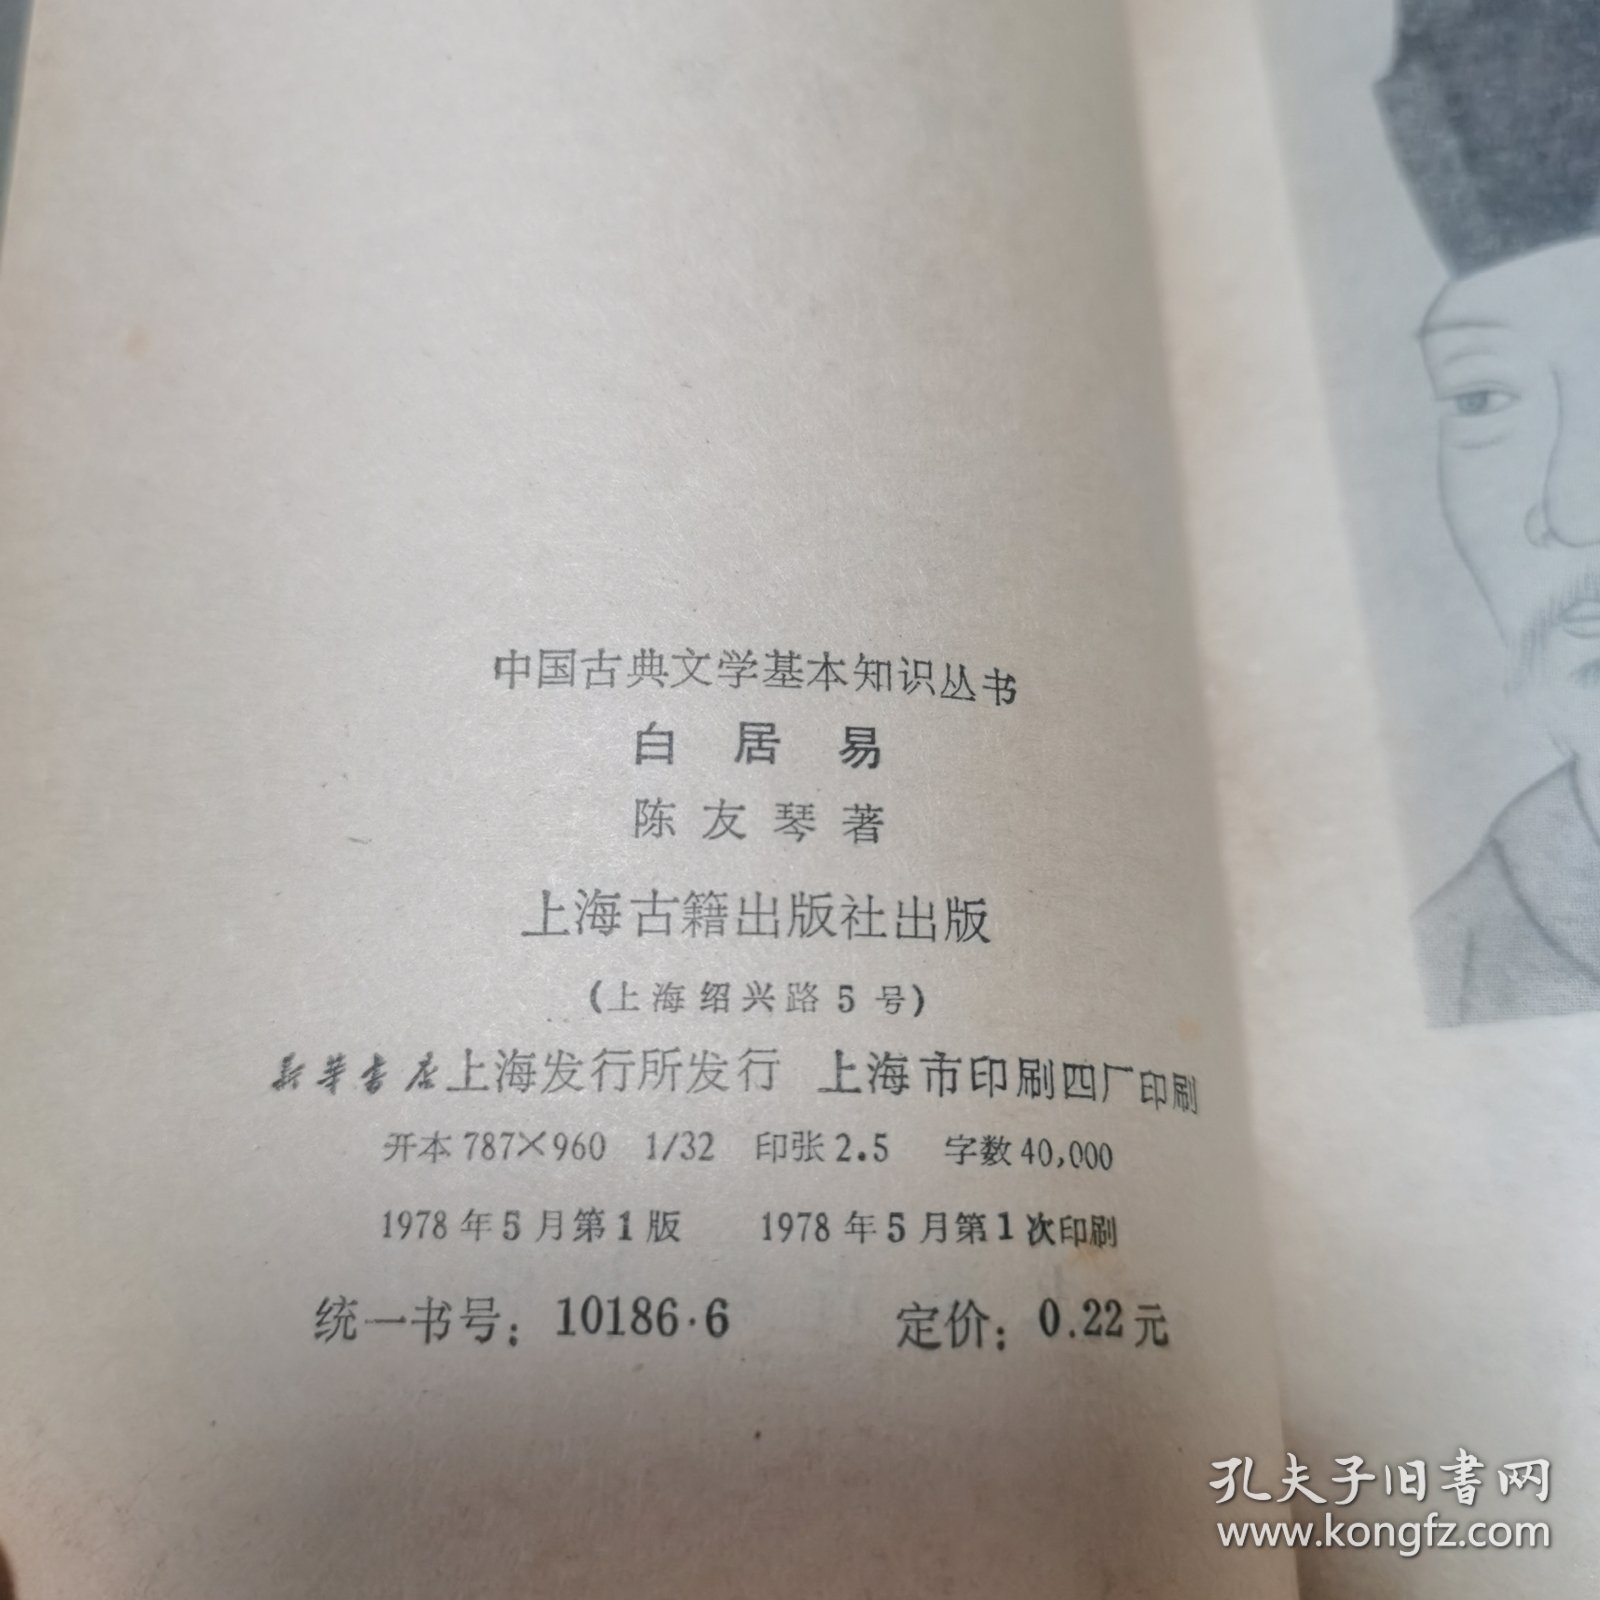 中国古典文学基本知识丛书
白居易
陈友琴著
上海古籍出版社出版
(上海绍兴路5号)
新华书店上海发行所发行 上海市印刷四厂印刷
开本787×960 1/32 印张2.5 字数40,000
1978年5月第1版 1978年5月第1次印刷
统一书号：10186·6 定价：0.22元
孔夫子旧书网
www.kongfz.com